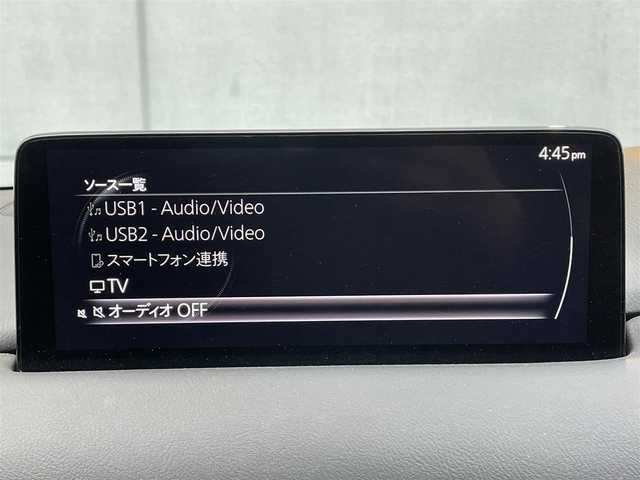 4:45pm
ソース一覧
USB1 - Audio/Video
USB2 - Audio/Video
スマートフォン連携
TV
オーディオ OFF